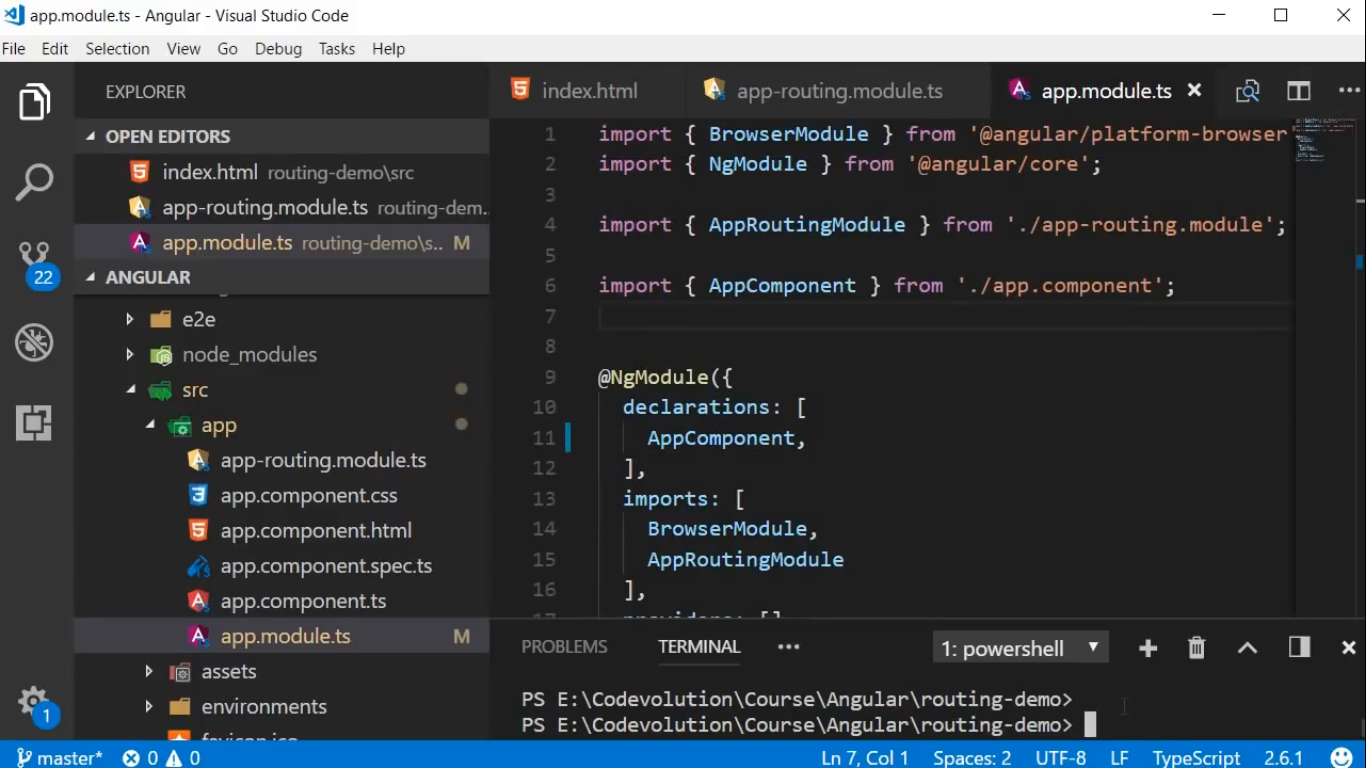 app.module.ts - Angular - Visual Studio Code
File Edit Selection View Go Debug Tasks Help
EXPLORER
OPEN EDITORS
index.html routing-demo\src
app-routing.module.ts routing-dem...
app.module.ts routing-demo\s.. M
ANGULAR
e2e
node_modules
src
app
app-routing.module.ts
app.component.css
app.component.html
app.component.spec.ts
app.component.ts
app.module.ts M
assets
environments
22
1
index.html app-routing.module.ts app.module.ts
1 import { BrowserModule } from '@angular/platform-browser'
2 import { NgModule } from '@angular/core';
3
4 import { AppRoutingModule } from './app-routing.module';
5
6 import { AppComponent } from './app.component';
7
8
9 @NgModule({
10 declarations: [
11 AppComponent,
12 ],
13 imports: [
14 BrowserModule,
15 AppRoutingModule
16 ],
PROBLEMS TERMINAL ••• 1: powershell
PS E:\Codevolution\Course\Angular\routing-demo>
PS E:\Codevolution\Course\Angular\routing-demo>
master* 0 0 Ln 7, Col 1 Spaces: 2 UTF-8 LF TypeScript 2.6.1